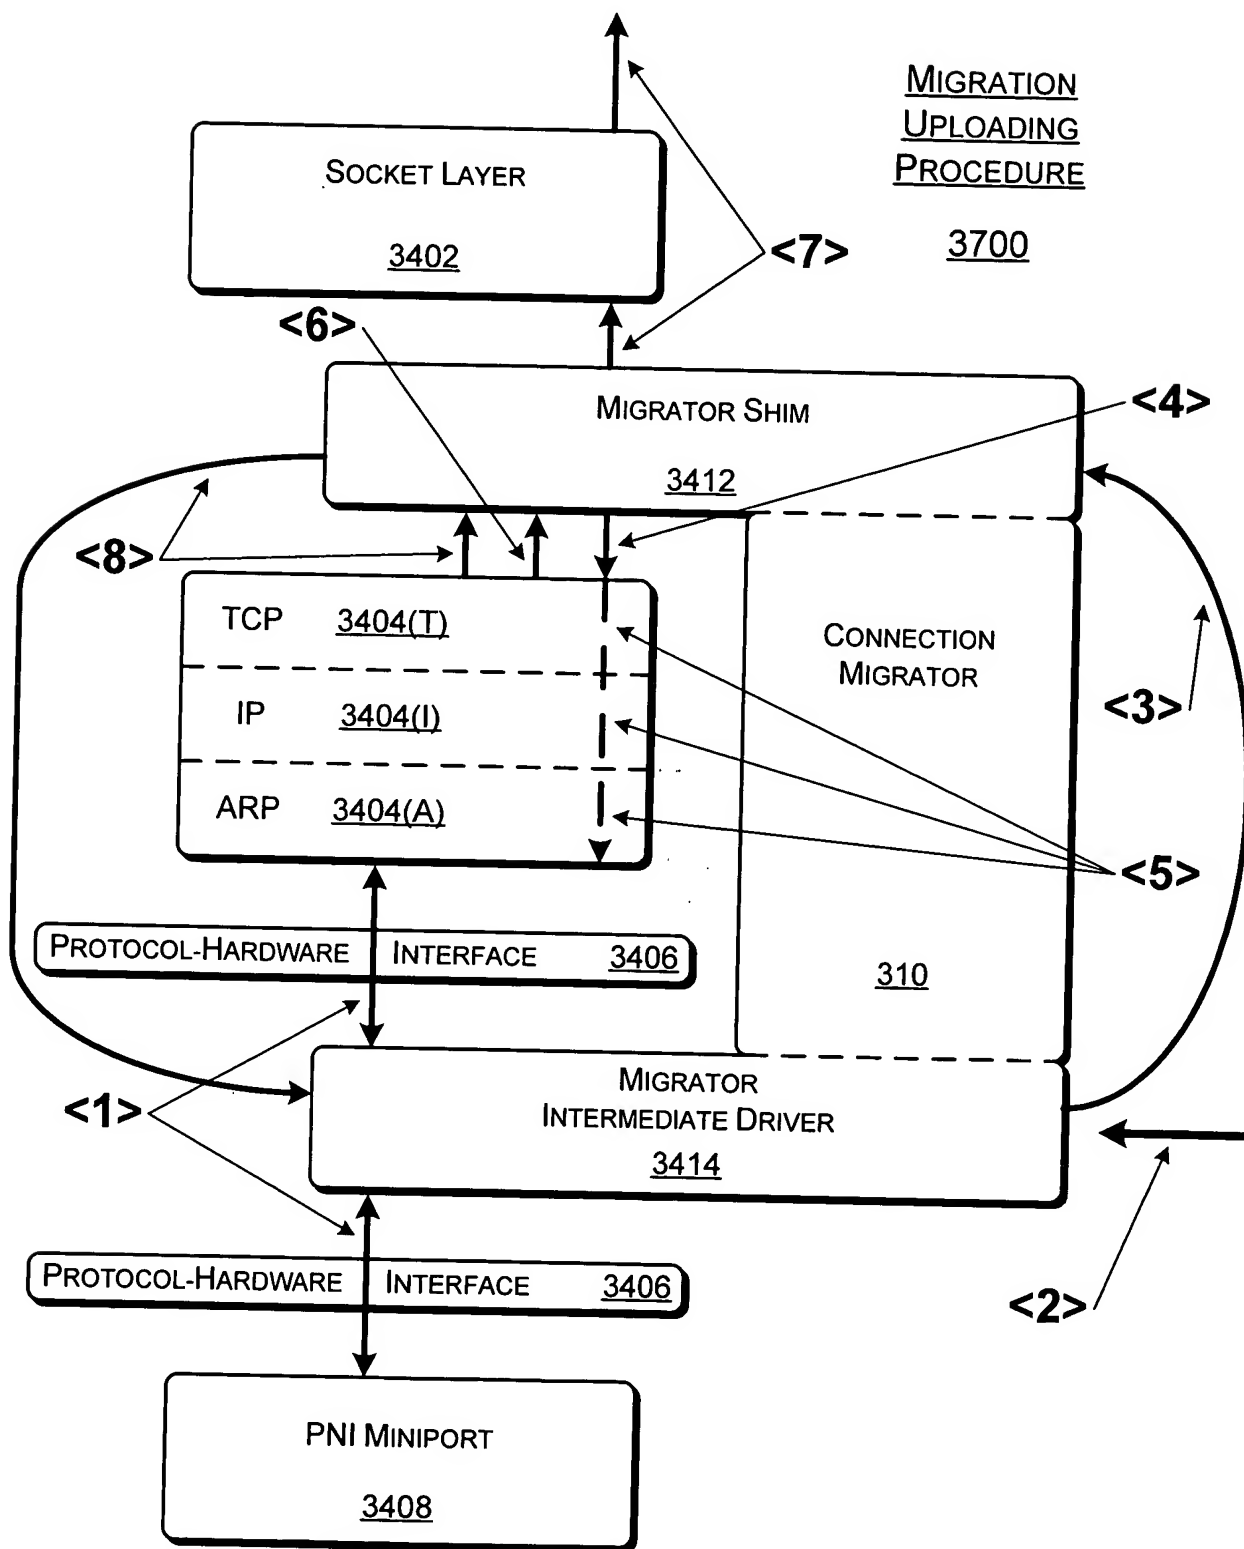 MIGRATION
UPLOADING
PROCEDURE
3700
SOCKET LAYER
3402
<7>
<6>
MIGRATOR SHIM
3412
<4>
<8>
TCP 3404(T)
IP 3404(I)
ARP 3404(A)
CONNECTION
MIGRATOR
310
<3>
<5>
PROTOCOL-HARDWARE INTERFACE 3406
<1>
MIGRATOR
INTERMEDIATE DRIVER
3414
<2>
PROTOCOL-HARDWARE INTERFACE 3406
PNI MINIPORT
3408